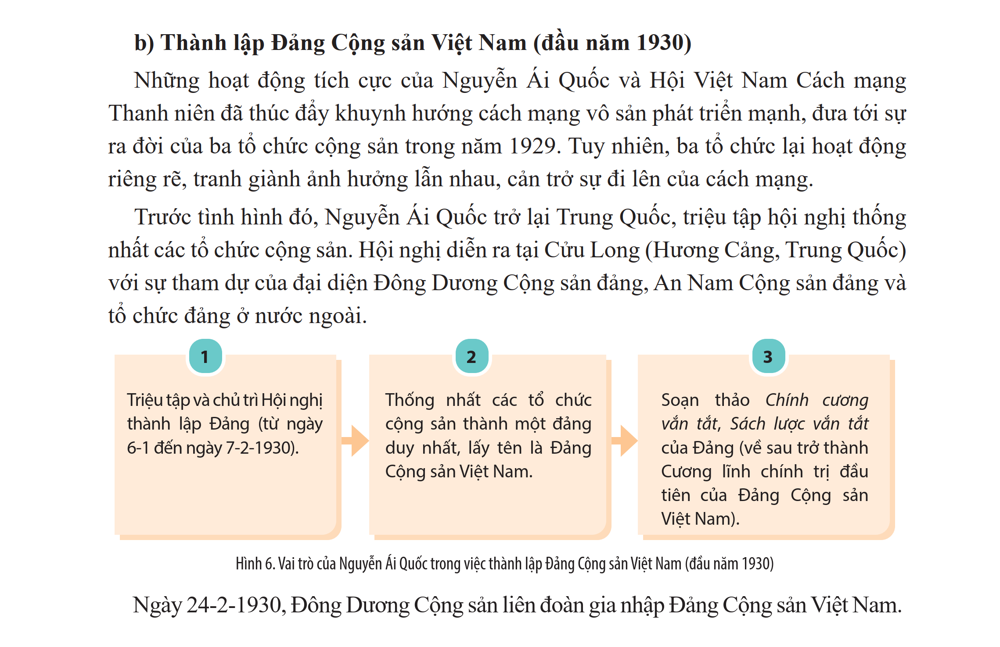 b) Thành lập Đảng Cộng sản Việt Nam (đầu năm 1930)
Những hoạt động tích cực của Nguyễn Ái Quốc và Hội Việt Nam Cách mạng
Thanh niên đã thúc đẩy khuynh hướng cách mạng vô sản phát triển mạnh, đưa tới sự
ra đời của ba tổ chức cộng sản trong năm 1929. Tuy nhiên, ba tổ chức lại hoạt động
riêng rẽ, tranh giành ảnh hưởng lẫn nhau, cản trở sự đi lên của cách mạng.
Trước tình hình đó, Nguyễn Ái Quốc trở lại Trung Quốc, triệu tập hội nghị thống
nhất các tổ chức cộng sản. Hội nghị diễn ra tại Cửu Long (Hương Cảng, Trung Quốc)
với sự tham dự của đại diện Đông Dương Cộng sản đảng, An Nam Cộng sản đảng và
tổ chức đảng ở nước ngoài.
1
Triệu tập và chủ trì Hội nghị
thành lập Đảng (từ ngày
6-1 đến ngày 7-2-1930).
2
Thống nhất các tổ chức
cộng sản thành một đảng
duy nhất, lấy tên là Đảng
Cộng sản Việt Nam.
3
Soạn thảo Chính cương
vắn tắt, Sách lược vắn tắt
của Đảng (về sau trở thành
Cương lĩnh chính trị đầu
tiên của Đảng Cộng sản
Việt Nam).
Hình 6. Vai trò của Nguyễn Ái Quốc trong việc thành lập Đảng Cộng sản Việt Nam (đầu năm 1930)
Ngày 24-2-1930, Đông Dương Cộng sản liên đoàn gia nhập Đảng Cộng sản Việt Nam.